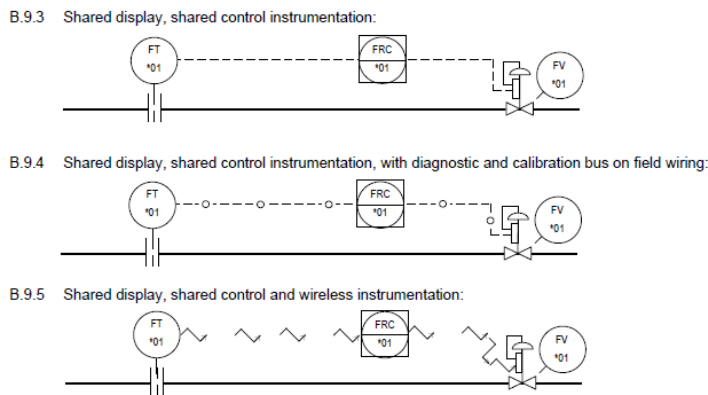 B.9.3 Shared display, shared control instrumentation:
FT
*01
FRC
*01
FV
*01
B.9.4 Shared display, shared control instrumentation, with diagnostic and calibration bus on field wiring:
FT
*01
FRC
*01
FV
*01
B.9.5 Shared display, shared control and wireless instrumentation:
FT
*01
FRC
*01
FV
*01